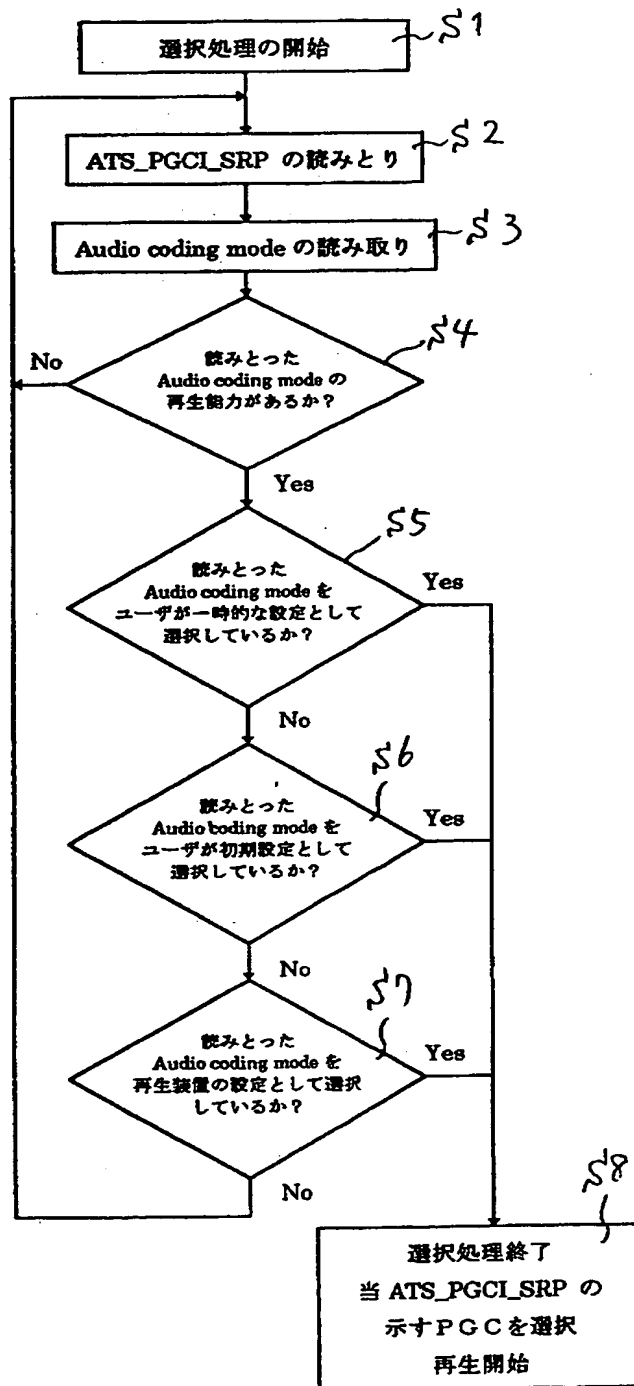 選択処理の開始
S1
ATS_PGCI_SRP の読みとり
S2
Audio coding mode の読み取り
S3
読みとった
Audio coding mode の
再生能力があるか？
S4
No
Yes
読みとった
Audio coding mode を
ユーザが一時的な設定として
選択しているか？
S5
Yes
No
読みとった
Audio coding mode を
ユーザが初期設定として
選択しているか？
S6
Yes
No
読みとった
Audio coding mode を
再生装置の設定として選択
しているか？
S7
Yes
No
選択処理終了
当 ATS_PGCI_SRP の
示すＰＧＣを選択
再生開始
S8